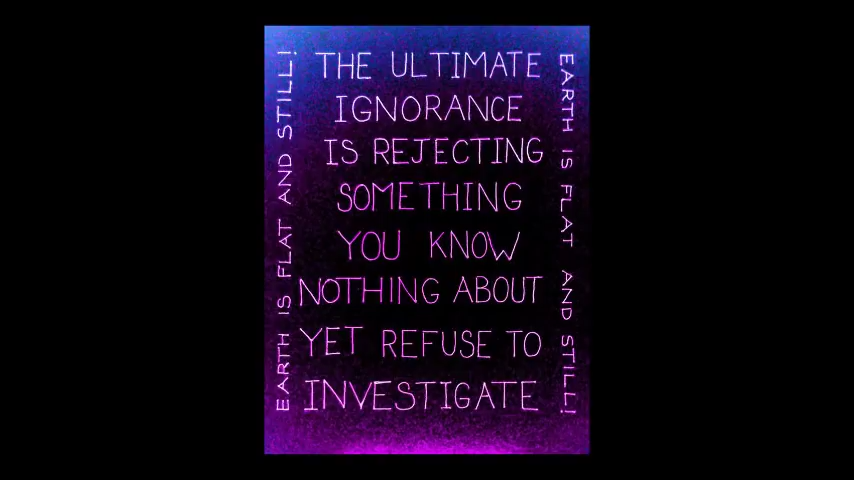 THE ULTIMATE
IGNORANCE
IS REJECTING
SOMETHING
YOU KNOW
NOTHING ABOUT
YET REFUSE TO
INVESTIGATE
EARTH IS FLAT AND STILL!
EARTH IS FLAT AND STILL!